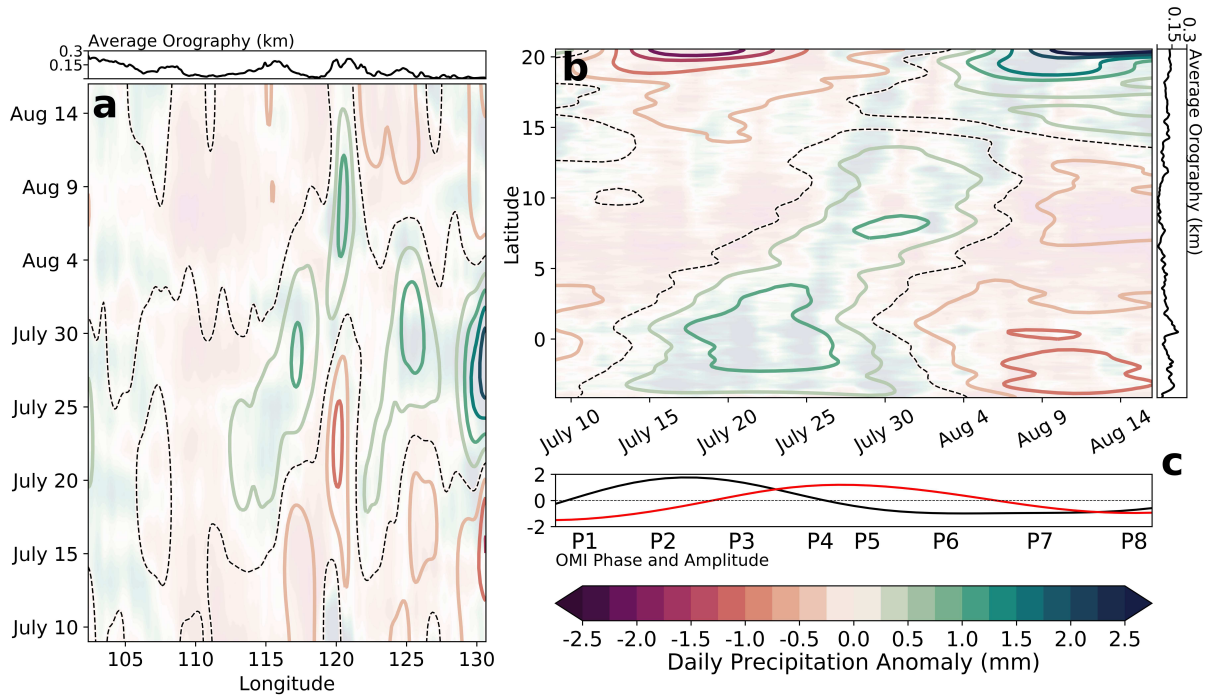 Average Orography (km)
0.3
0.15
a
Aug 14
Aug 9
Aug 4
July 30
July 25
July 20
July 15
July 10
105
110
115
120
125
130
Longitude
b
20
15
10
5
0
Latitude
July 10
July 15
July 20
July 25
July 30
Aug 4
Aug 9
Aug 14
0.15
0.3
Average Orography (km)
c
2
0
-2
P1
P2
P3
P4
P5
P6
P7
P8
OMI Phase and Amplitude
-2.5
-2.0
-1.5
-1.0
-0.5
0.0
0.5
1.0
1.5
2.0
2.5
Daily Precipitation Anomaly (mm)